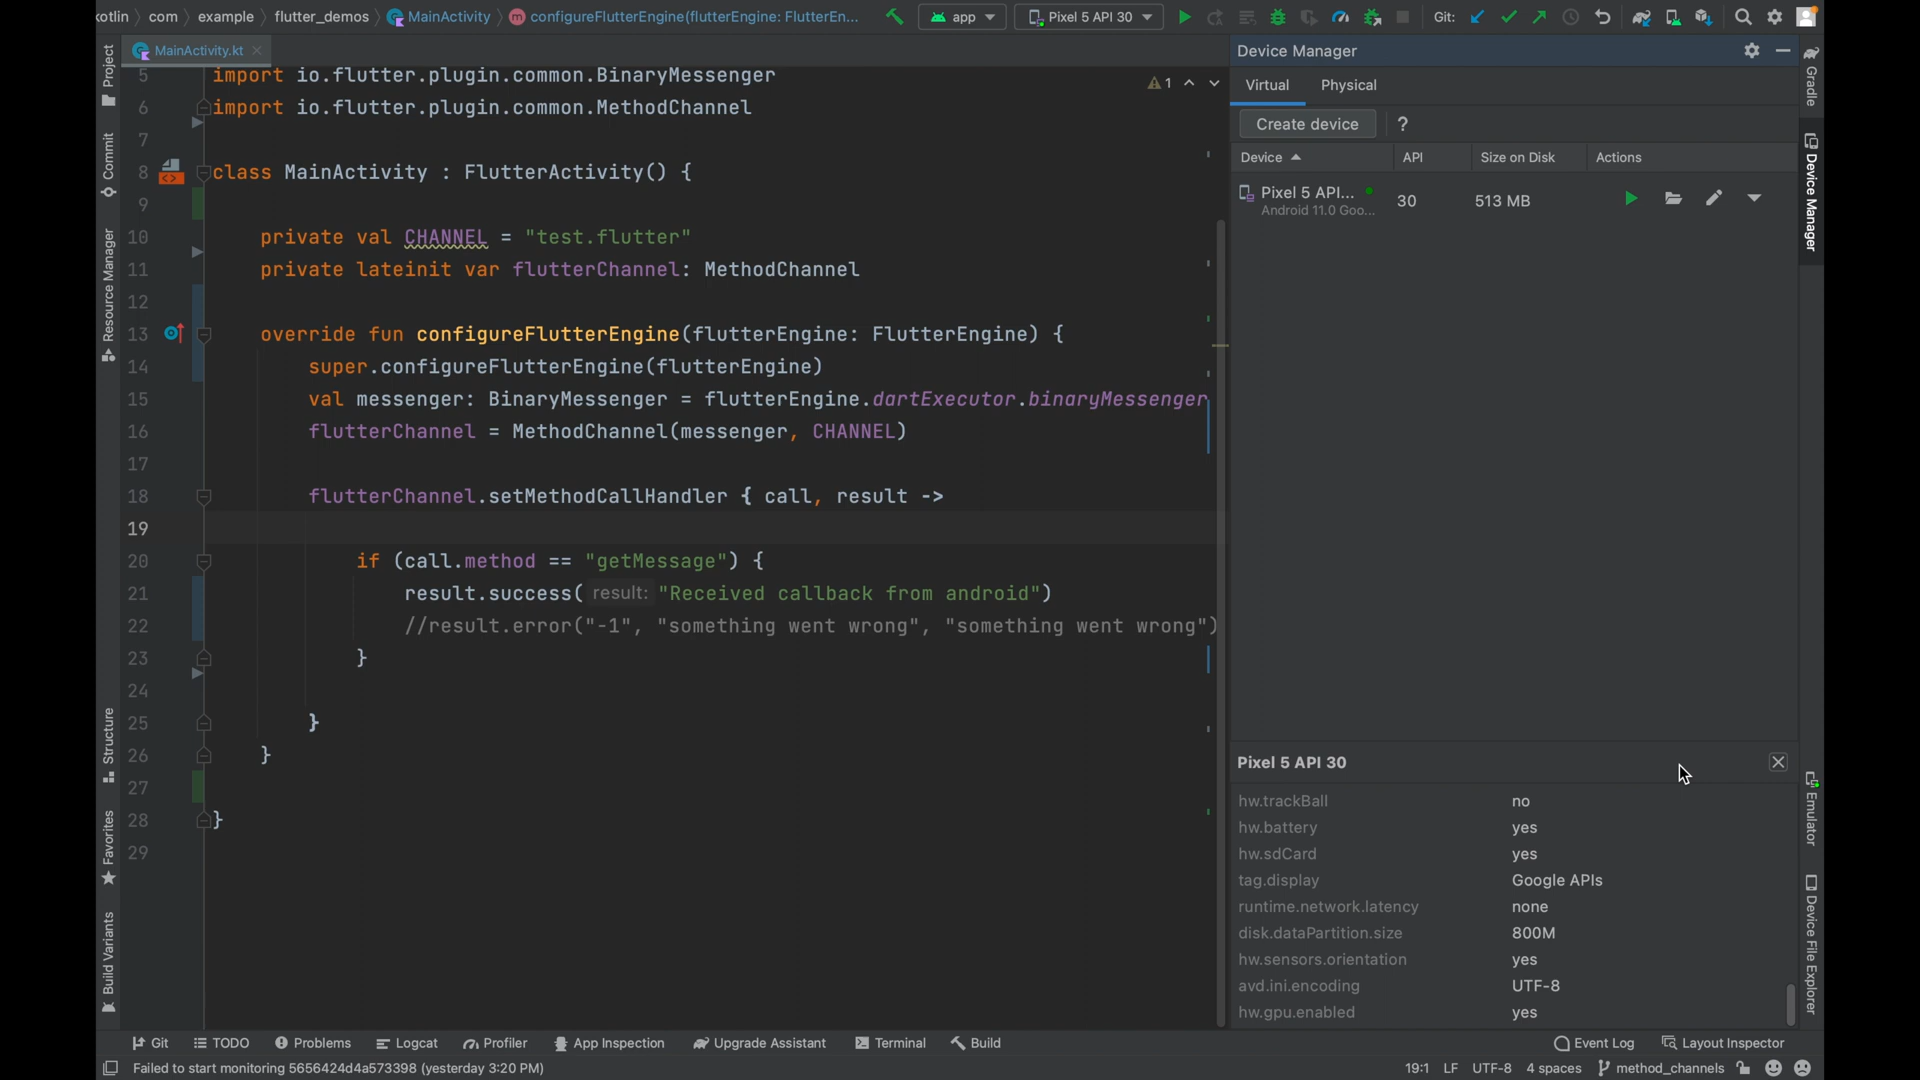 otlin com example flutter_demos MainActivity configureFlutterEngine(flutterEngine: FlutterEn... app Pixel 5 API 30 Git:
MainActivity.kt
5 import io.flutter.plugin.common.BinaryMessenger
6 import io.flutter.plugin.common.MethodChannel
7
8 class MainActivity : FlutterActivity() {
9
10 private val CHANNEL = "test.flutter"
11 private lateinit var flutterChannel: MethodChannel
12
13 override fun configureFlutterEngine(flutterEngine: FlutterEngine) {
14 super.configureFlutterEngine(flutterEngine)
15 val messenger: BinaryMessenger = flutterEngine.dartExecutor.binaryMessenger
16 flutterChannel = MethodChannel(messenger, CHANNEL)
17
18 flutterChannel.setMethodCallHandler { call, result ->
19
20 if (call.method == "getMessage") {
21 result.success( result: "Received callback from android")
22 //result.error("-1", "something went wrong", "something went wrong")
23 }
24
25 }
26 }
27
28 }
29
1
Project
Commit
Resource Manager
Structure
Favorites
Build Variants
Device Manager
Virtual Physical
Create device ?
Device API Size on Disk Actions
Pixel 5 API... 30 513 MB
Android 11.0 Goo...
Pixel 5 API 30
hw.trackBall no
hw.battery yes
hw.sdCard yes
tag.display Google APIs
runtime.network.latency none
disk.dataPartition.size 800M
hw.sensors.orientation yes
avd.ini.encoding UTF-8
hw.gpu.enabled yes
Gradle
Device Manager
Emulator
Device File Explorer
Git TODO Problems Logcat Profiler App Inspection Upgrade Assistant Terminal Build Event Log Layout Inspector
Failed to start monitoring 5656424d4a573398 (yesterday 3:20 PM) 19:1 LF UTF-8 4 spaces method_channels